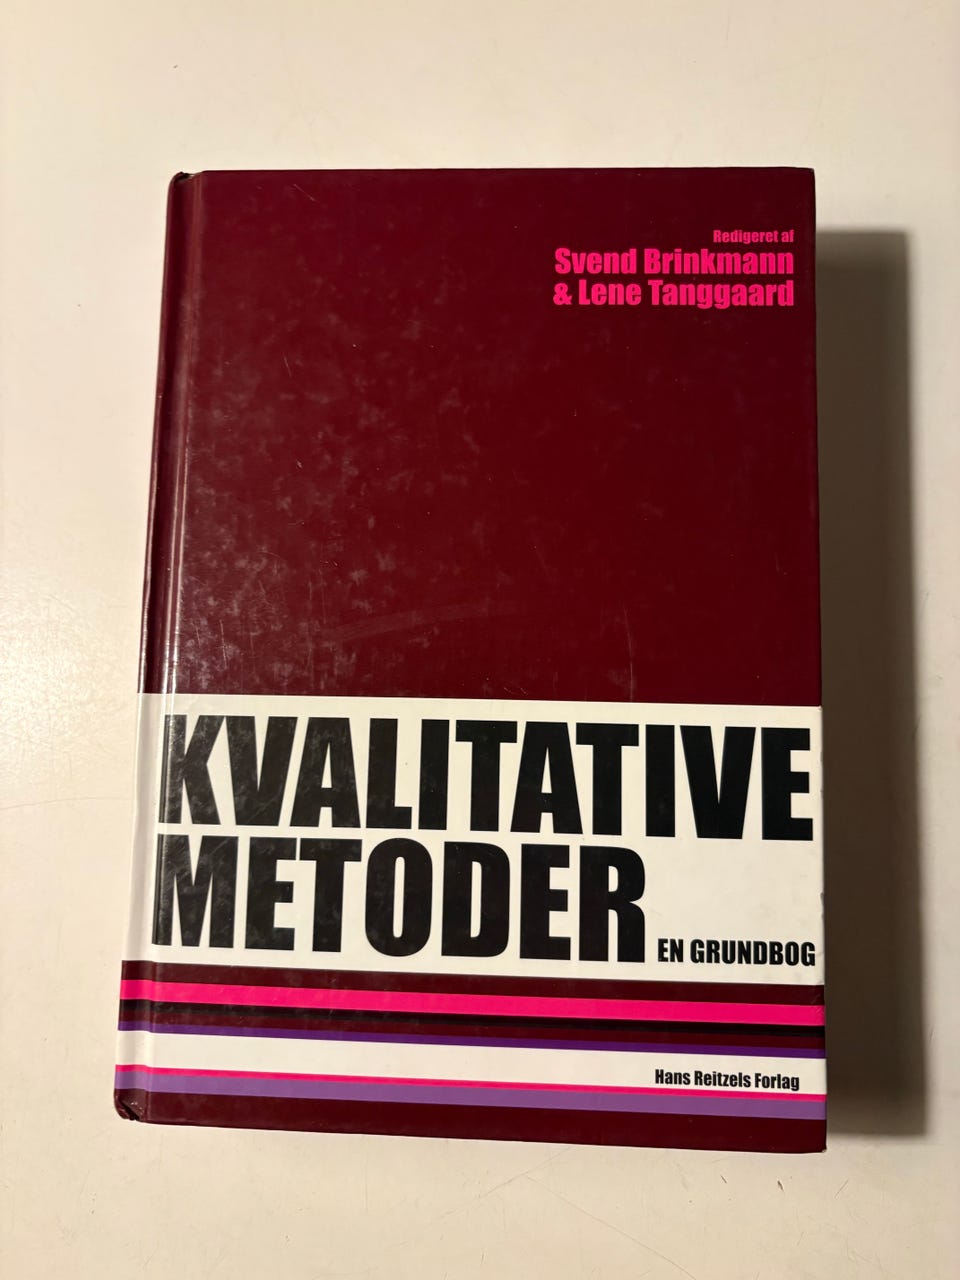 Redigeret af
Svend Brinkmann
& Lene Tanggaard
KVALITATIVE
METODER EN GRUNDBOG
Hans Reitzels Forlag